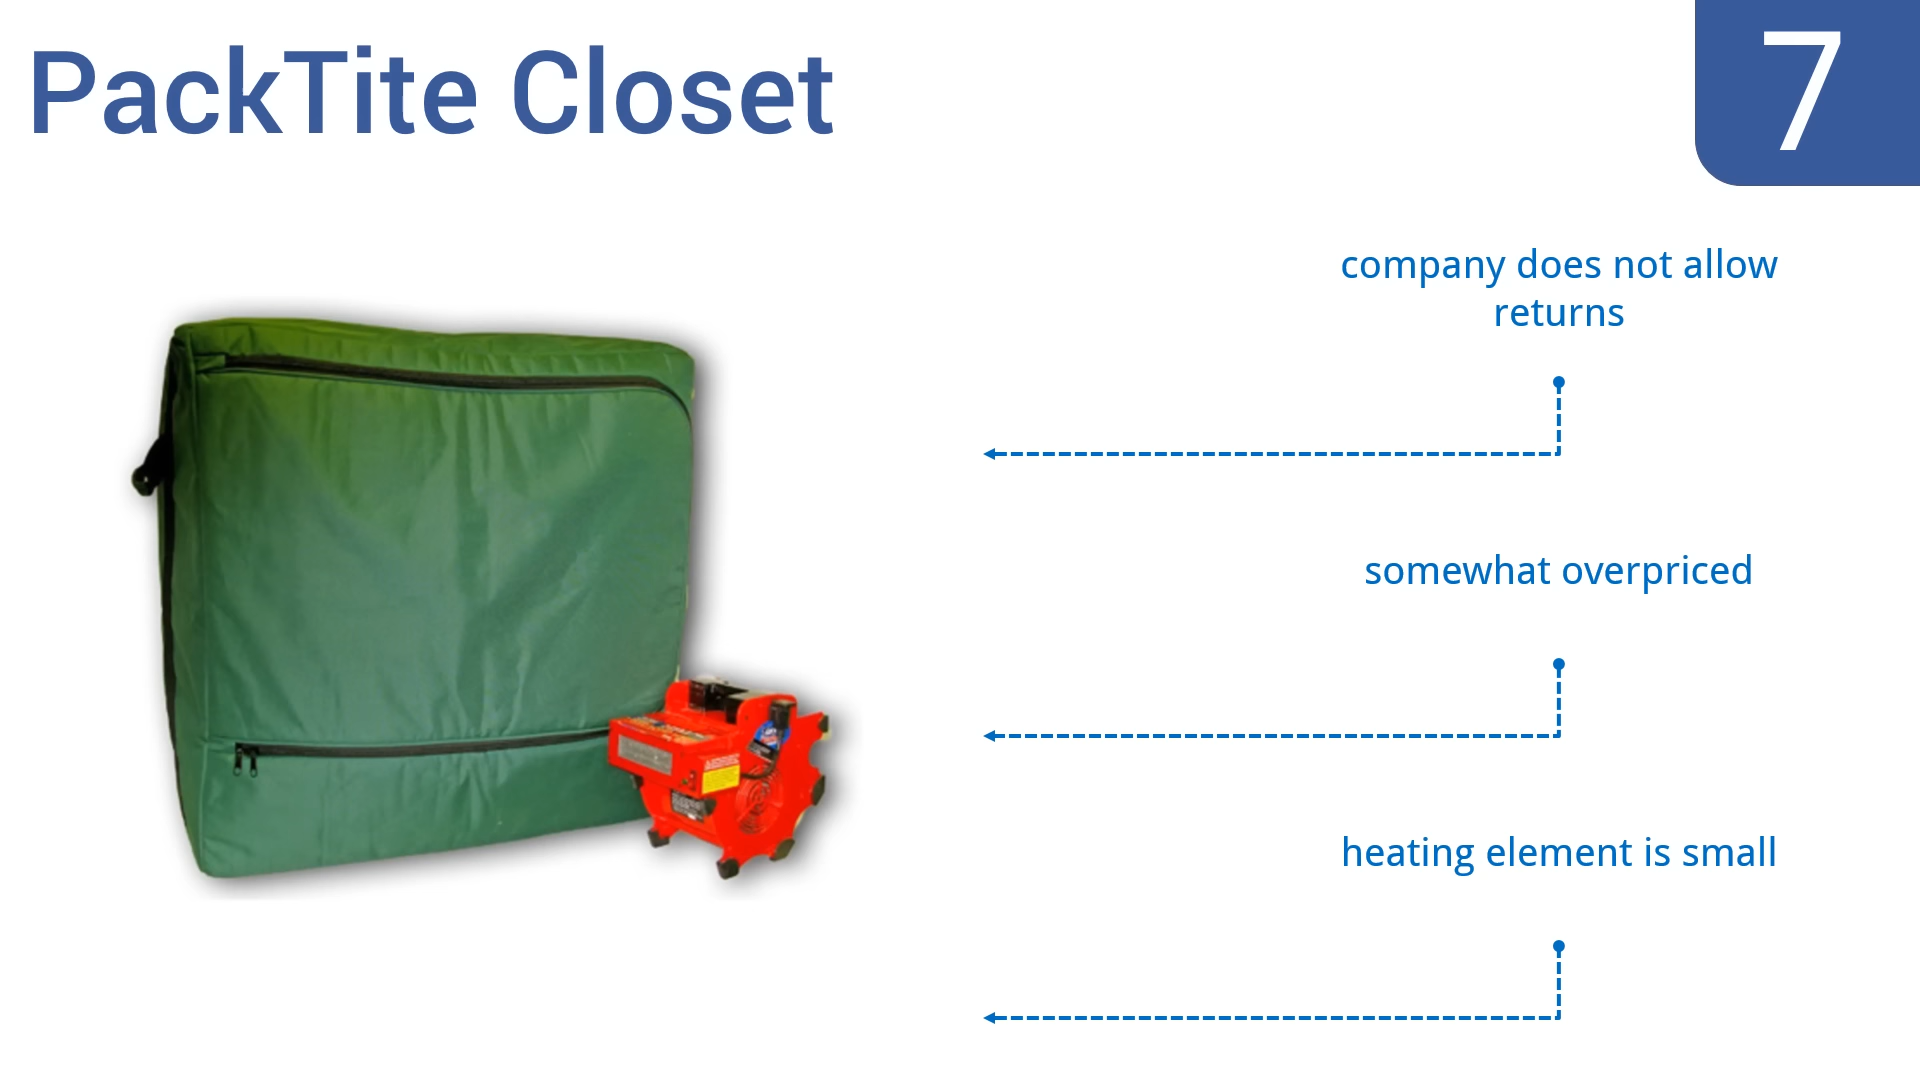 PackTite Closet
7
company does not allow
returns
somewhat overpriced
heating element is small